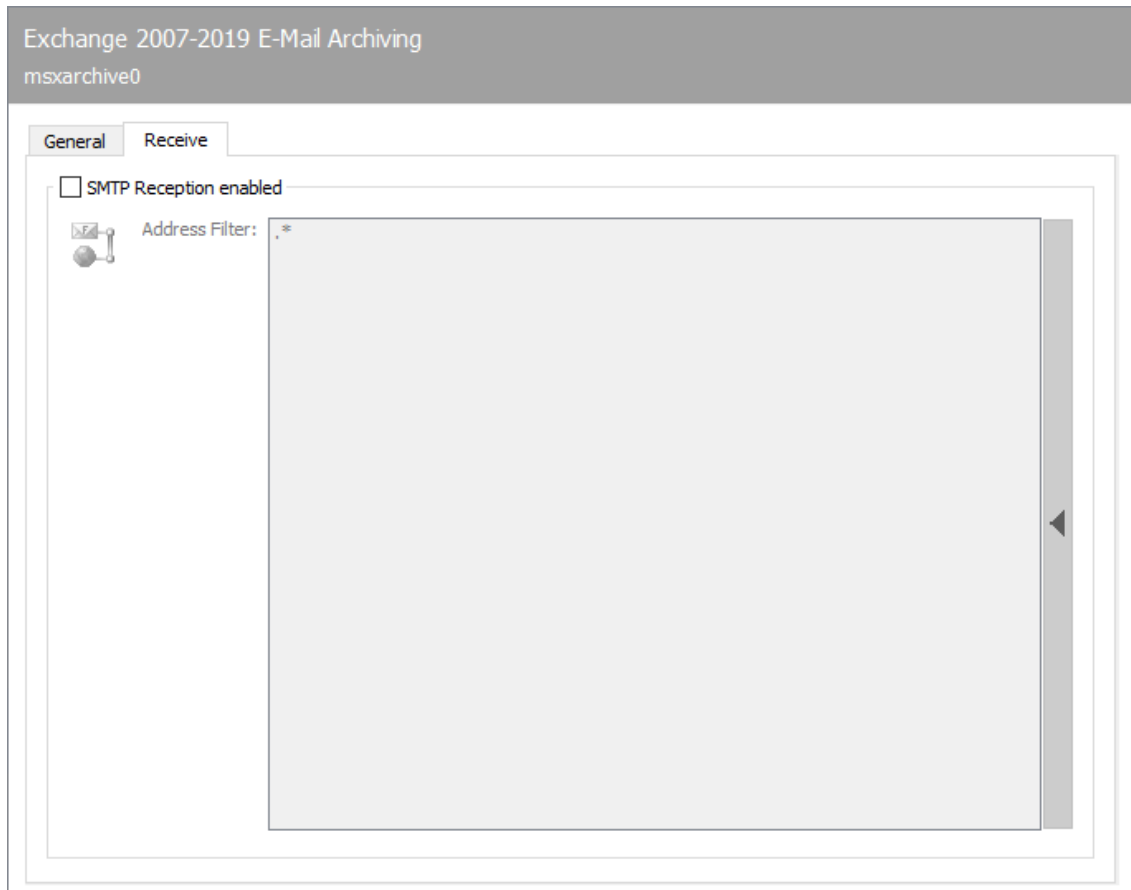 Exchange 2007-2019 E-Mail Archiving
msxarchive0
General Receive
SMTP Reception enabled
Address Filter: .*